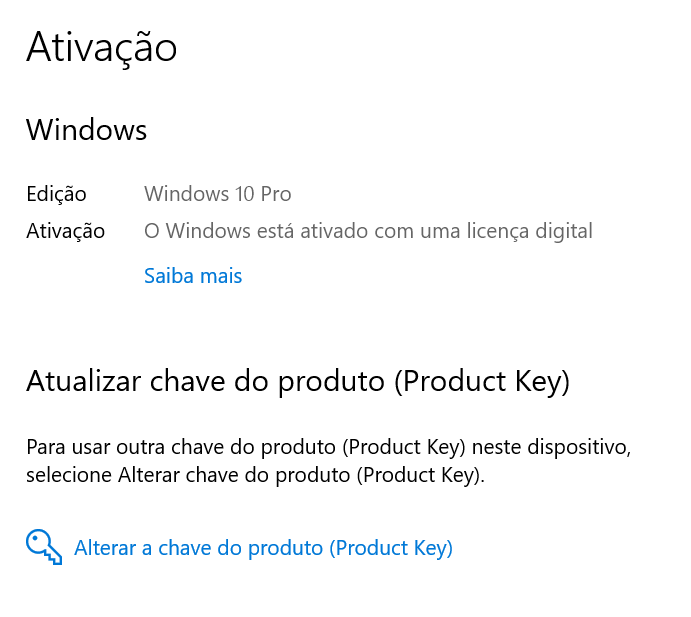 Ativação
Windows
Edição Windows 10 Pro
Ativação O Windows está ativado com uma licença digital
Saiba mais
Atualizar chave do produto (Product Key)
Para usar outra chave do produto (Product Key) neste dispositivo,
selecione Alterar chave do produto (Product Key).
Alterar a chave do produto (Product Key)